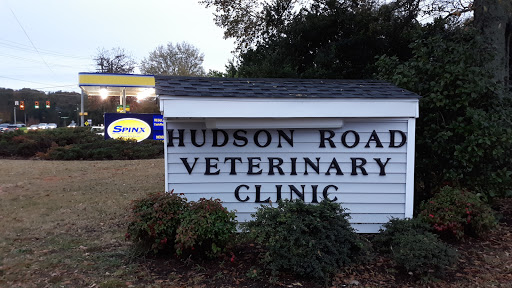 SPINX
HUDSON ROAD
VETERINARY
CLINIC